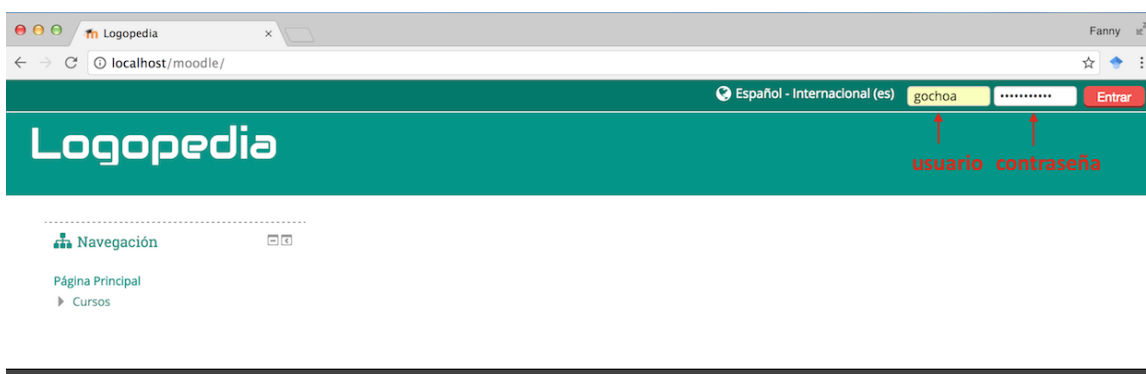 Logopedia
Fanny
localhost/moodle/
Español - Internacional (es) gochoa ••••••••••• Entrar
Logopedia
usuario contraseña
Navegación
Página Principal
Cursos